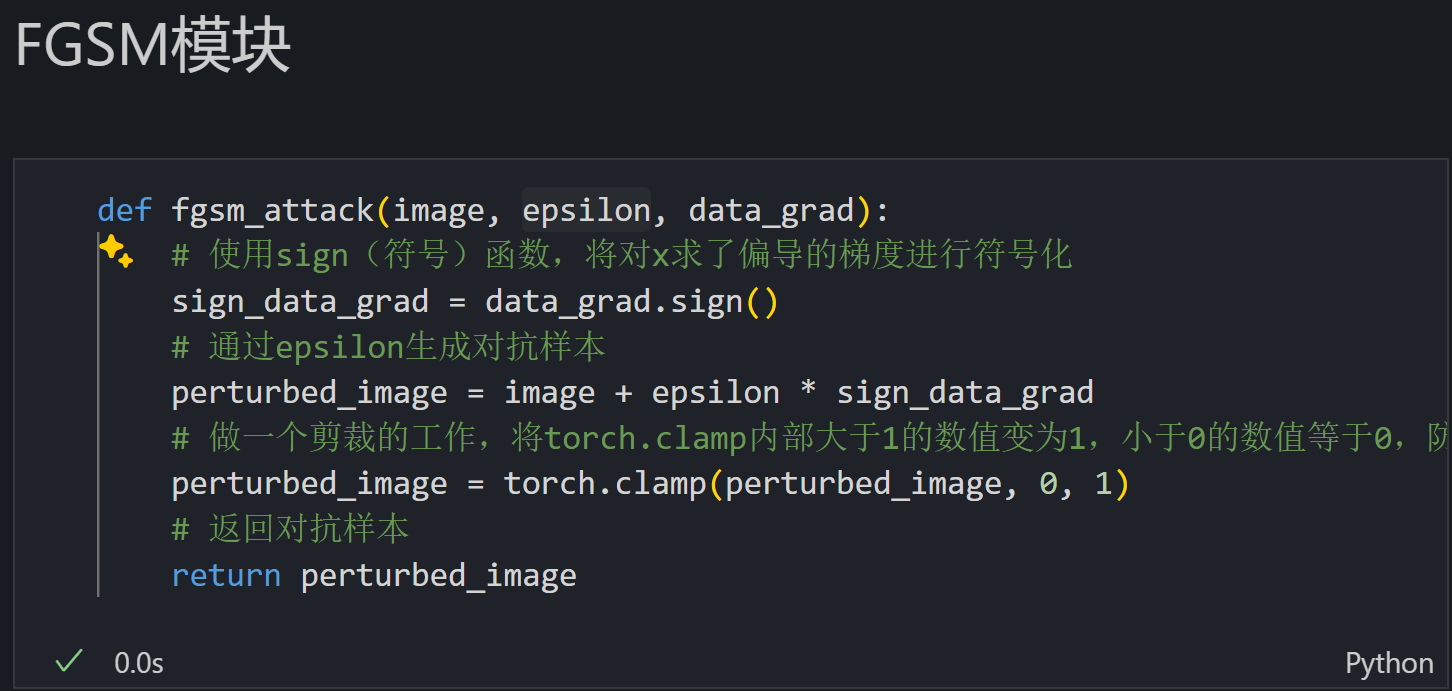 FGSM模块
def fgsm_attack(image, epsilon, data_grad):
# 使用sign（符号）函数，将对x求了偏导的梯度进行符号化
sign_data_grad = data_grad.sign()
# 通过epsilon生成对抗样本
perturbed_image = image + epsilon * sign_data_grad
# 做一个剪裁的工作，将torch.clamp内部大于1的数值变为1，小于0的数值等于0，
perturbed_image = torch.clamp(perturbed_image, 0, 1)
# 返回对抗样本
return perturbed_image
0.0s
Python